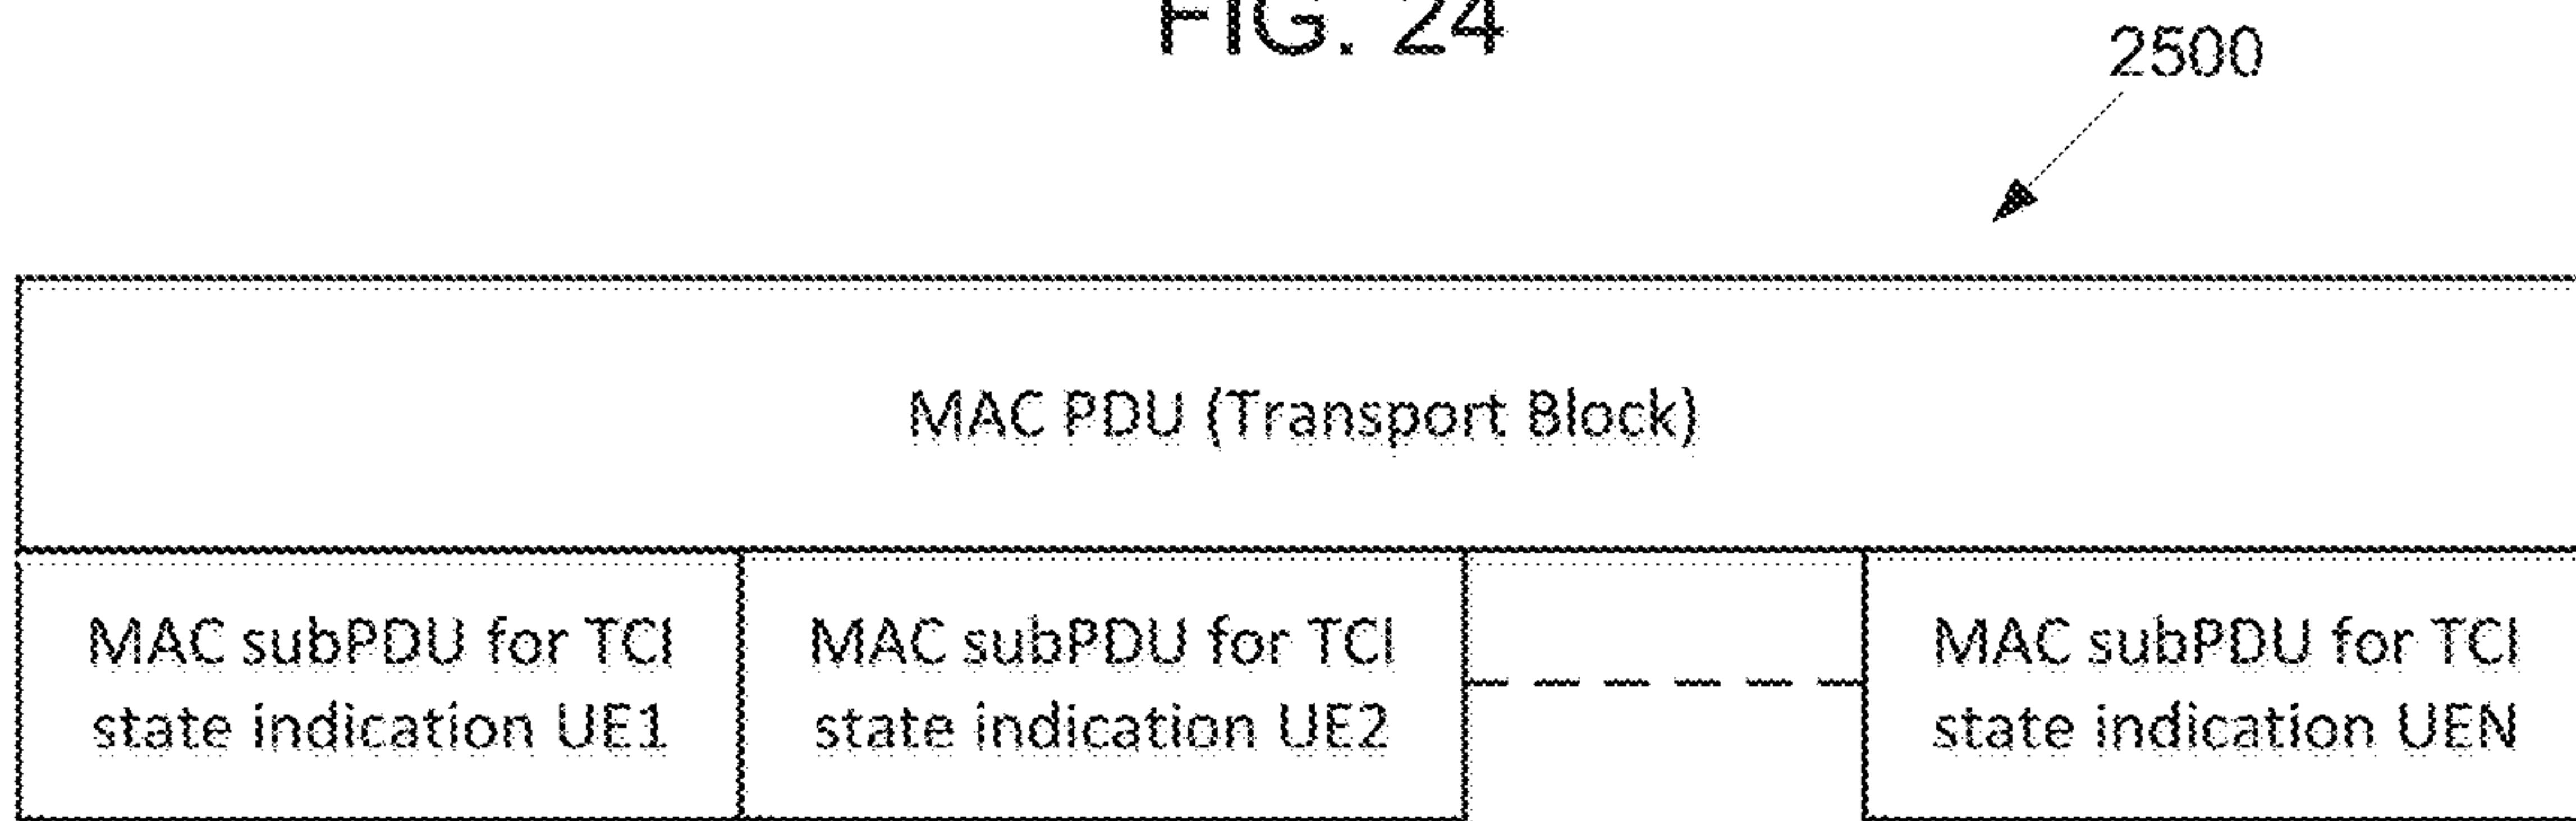 FIG. 24
2500
MAC PDU (Transport Block)
MAC subPDU for TCI
state indication UE1
MAC subPDU for TCI
state indication UE2
MAC subPDU for TCI
state indication UEN